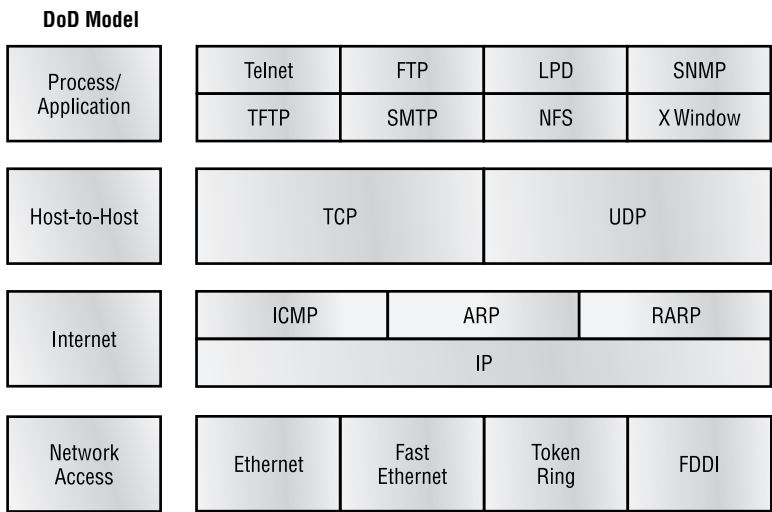 DoD Model
Process/
Application
Telnet FTP LPD SNMP
TFTP SMTP NFS X Window
Host-to-Host
TCP UDP
Internet
ICMP ARP RARP
IP
Network
Access
Ethernet
Fast
Ethernet
Token
Ring
FDDI